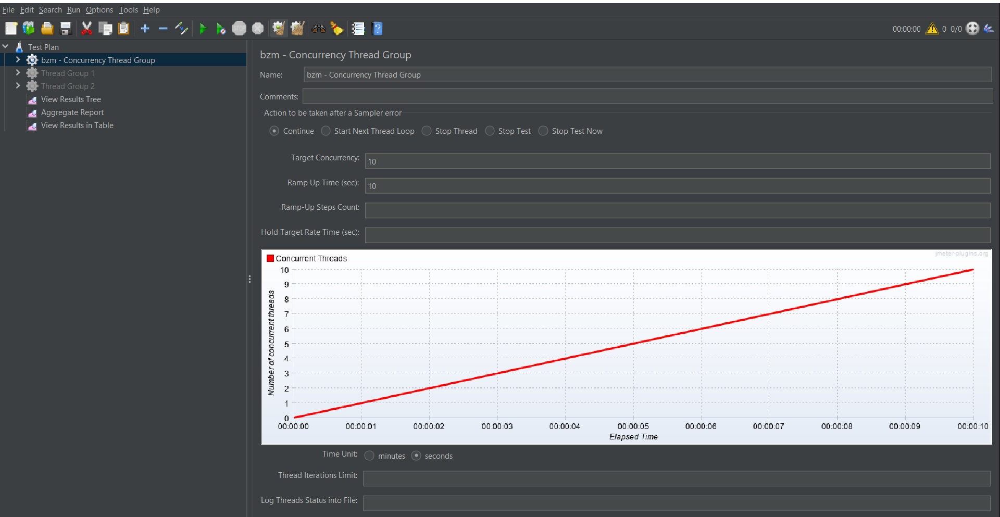 File Edit Search Run Options Tools Help
STOP
?
00:00:00 0 0/0
Test Plan
bzm - Concurrency Thread Group
Thread Group 1
Thread Group 2
View Results Tree
Aggregate Report
View Results in Table
bzm - Concurrency Thread Group
Name: bzm - Concurrency Thread Group
Comments:
Action to be taken after a Sampler error
Continue Start Next Thread Loop Stop Thread Stop Test Stop Test Now
Target Concurrency: 10
Ramp Up Time (sec): 10
Ramp-Up Steps Count:
Hold Target Rate Time (sec):
Concurrent Threads
jmeter-plugins.org
Number of concurrent threads
10
9
8
7
6
5
4
3
2
1
0
00:00:00 00:00:01 00:00:02 00:00:03 00:00:04 00:00:05 00:00:06 00:00:07 00:00:08 00:00:09 00:00:10
Elapsed Time
Time Unit: minutes seconds
Thread Iterations Limit:
Log Threads Status into File: